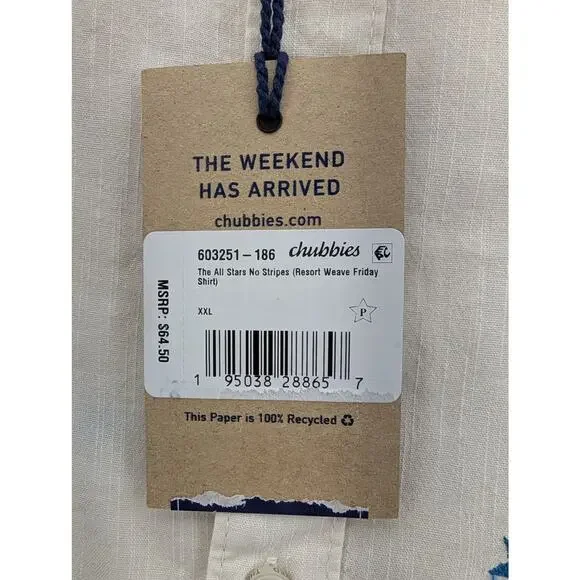 THE WEEKEND
HAS ARRIVED
chubbies.com
603251-186 chubbies
The All Stars No Stripes (Resort Weave Friday
Shirt)
XXL
P
MSRP: $64.50
1 95038 28865 7
This Paper is 100% Recycled